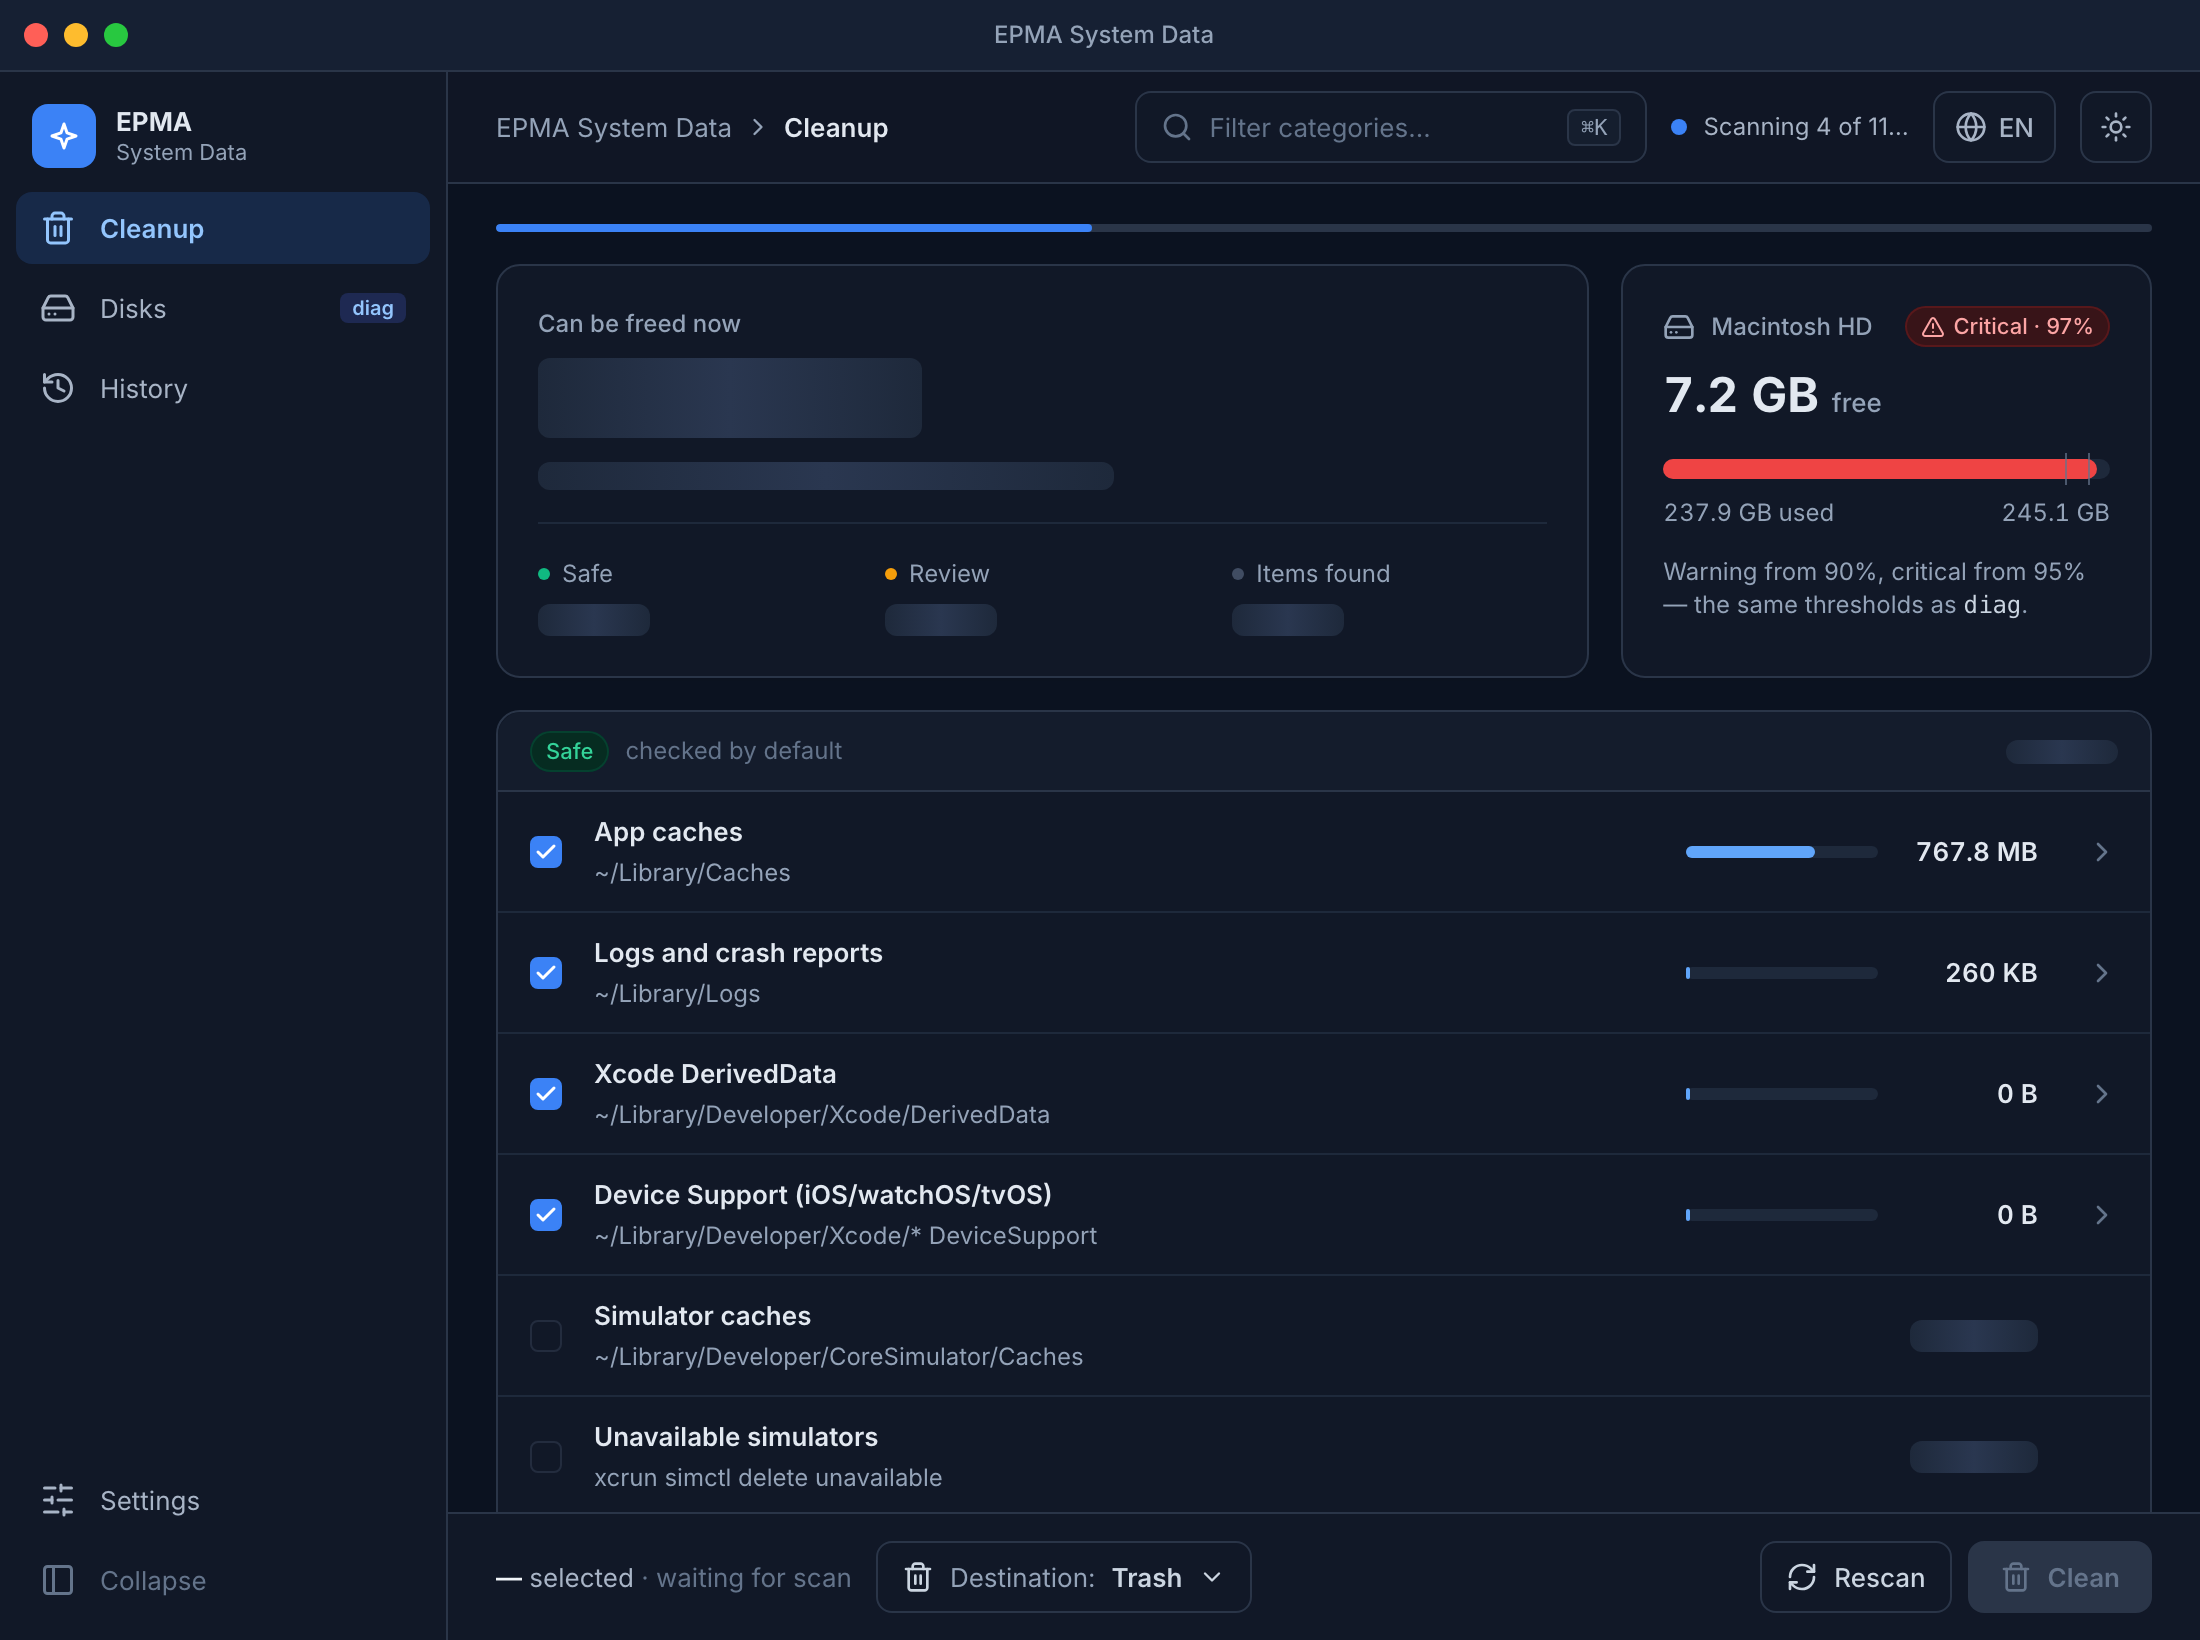 EPMA System Data
EPMA
System Data
Cleanup
Disks
diag
History
Settings
Collapse
EPMA System Data > Cleanup
Filter categories...
⌘K
Scanning 4 of 11...
EN
Can be freed now
Safe
Review
Items found
Macintosh HD
Critical · 97%
7.2 GB free
237.9 GB used
245.1 GB
Warning from 90%, critical from 95%
— the same thresholds as diag.
Safe
checked by default
App caches
~/Library/Caches
767.8 MB
Logs and crash reports
~/Library/Logs
260 KB
Xcode DerivedData
~/Library/Developer/Xcode/DerivedData
0 B
Device Support (iOS/watchOS/tvOS)
~/Library/Developer/Xcode/* DeviceSupport
0 B
Simulator caches
~/Library/Developer/CoreSimulator/Caches
Unavailable simulators
xcrun simctl delete unavailable
— selected · waiting for scan
Destination: Trash
Rescan
Clean